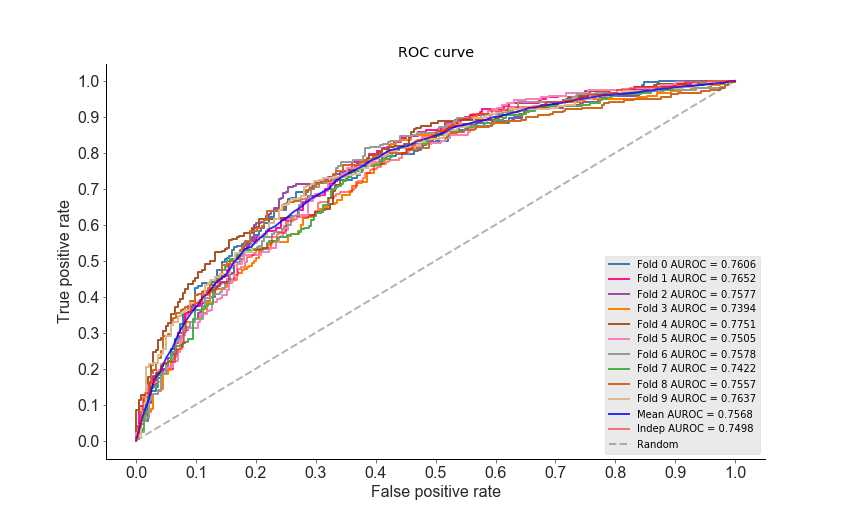 ROC curve
1.0
0.9
0.8
0.7
0.6
0.5
0.4
0.3
0.2
0.1
0.0
True positive rate
Fold 0 AUROC = 0.7606
Fold 1 AUROC = 0.7652
Fold 2 AUROC = 0.7577
Fold 3 AUROC = 0.7394
Fold 4 AUROC = 0.7751
Fold 5 AUROC = 0.7505
Fold 6 AUROC = 0.7578
Fold 7 AUROC = 0.7422
Fold 8 AUROC = 0.7557
Fold 9 AUROC = 0.7637
Mean AUROC = 0.7568
Indep AUROC = 0.7498
Random
0.0 0.1 0.2 0.3 0.4 0.5 0.6 0.7 0.8 0.9 1.0
False positive rate